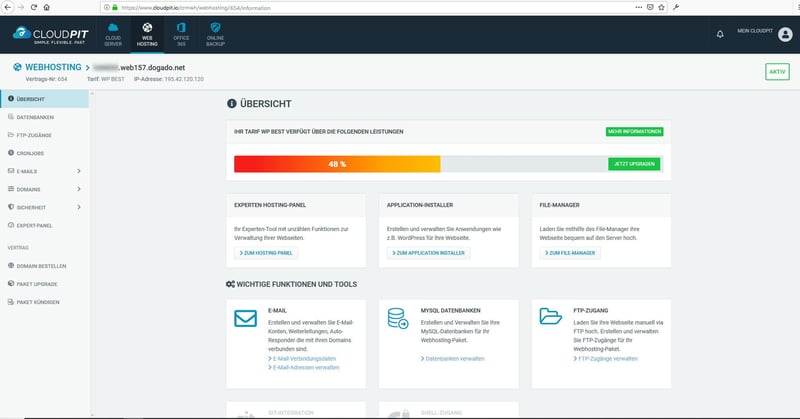 https://www.cloudpit.io/crmwh/webhosting/654/information
CLOUDPIT
SIMPLE. FLEXIBLE. FAST.
CLOUD SERVER
WEB HOSTING
OFFICE 365
ONLINE BACKUP
MEIN CLOUDPIT
WEBHOSTING
.web157.dogado.net
Vertrags-Nr: 654 Tarif: WP BEST IP-Adresse: 193.42.120.120
AKTIV
ÜBERSICHT
DATENBANKEN
FTP-ZUGÄNGE
CRONJOBS
E-MAILS
DOMAINS
SICHERHEIT
EXPERT-PANEL
VERTRAG
DOMAIN BESTELLEN
PAKET UPGRADE
PAKET KÜNDIGEN
ÜBERSICHT
IHR TARIF WP BEST VERFÜGT ÜBER DIE FOLGENDEN LEISTUNGEN
MEHR INFORMATIONEN
48 %
JETZT UPGRADEN
EXPERTEN HOSTING-PANEL
Ihr Experten-Tool mit unzählen Funktionen zur
Verwaltung Ihrer Webseiten.
ZUM HOSTING-PANEL
APPLICATION-INSTALLER
Erstellen und verwalten Sie Anwendungen wie
z.B. WordPress für Ihre Webseite.
ZUM APPLICATION INSTALLER
FILE-MANAGER
Laden Sie mithilfe des File-Manager ihre
Webseite bequem auf den Server hoch.
ZUM FILE-MANAGER
WICHTIGE FUNKTIONEN UND TOOLS
E-MAIL
Erstellen und verwalten Sie E-Mail-
Konten, Weiterleitungen, Auto-
Responder die mit Ihrem Domains
verbunden sind.
E-Mail-Verbindungsdaten
E-Mail-Adressen verwalten
MYSQL DATENBANKEN
Erstellen und Verwalten Sie Ihre
MySQL-Datenbanken für Ihr
Webhosting-Paket.
Datenbanken verwalten
FTP-ZUGANG
Laden Sie Ihre Webseite manuell via
FTP hoch. Erstellen und verwalten
Sie FTP-Zugänge für Ihr
Webhosting-Paket.
FTP-Zugänge verwalten
GIT-INTEGRATION
SHELL-ZUGANG